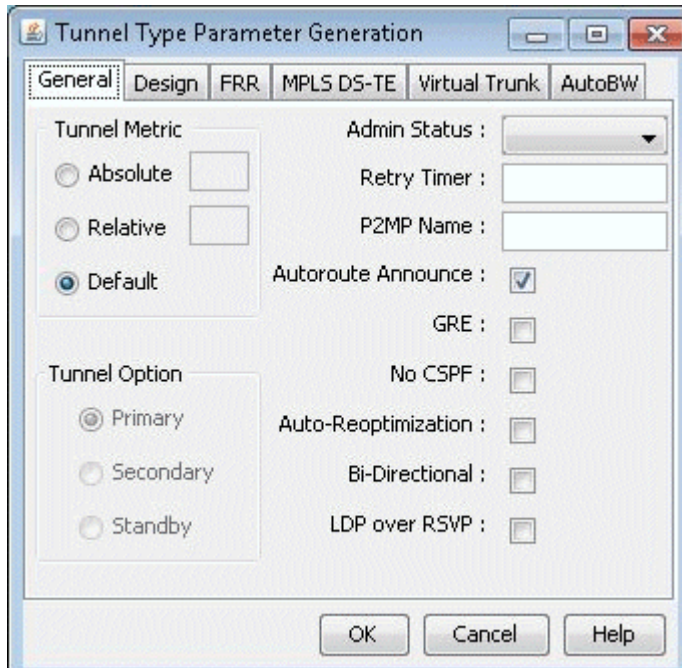 Tunnel Type Parameter Generation
General Design FRR MPLS DS-TE Virtual Trunk AutoBW
Tunnel Metric
Absolute
Relative
Default
Tunnel Option
Primary
Secondary
Standby
Admin Status :
Retry Timer :
P2MP Name :
Autoroute Announce :
GRE :
No CSPF :
Auto-Reoptimization :
Bi-Directional :
LDP over RSVP :
OK Cancel Help